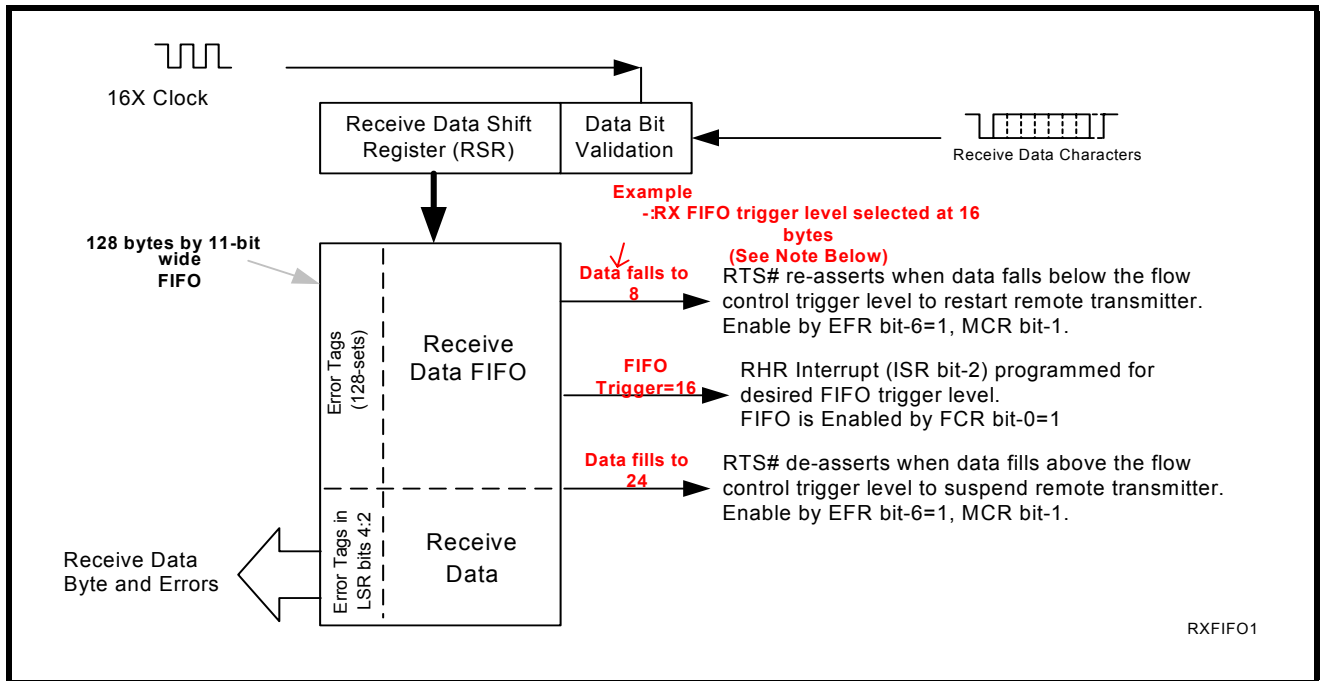 16X Clock
Receive Data Shift
Register (RSR)
Data Bit
Validation
Receive Data Characters
Example
-:RX FIFO trigger level selected at 16
bytes
(See Note Below)
128 bytes by 11-bit
wide
FIFO
Data falls to
8
RTS# re-asserts when data falls below the flow
control trigger level to restart remote transmitter.
Enable by EFR bit-6=1, MCR bit-1.
Error Tags
(128-sets)
Receive
Data FIFO
FIFO
Trigger=16
RHR Interrupt (ISR bit-2) programmed for
desired FIFO trigger level.
FIFO is Enabled by FCR bit-0=1
Data fills to
24
RTS# de-asserts when data fills above the flow
control trigger level to suspend remote transmitter.
Enable by EFR bit-6=1, MCR bit-1.
Error Tags in
LSR bits 4:2
Receive
Data
Receive Data
Byte and Errors
RXFIFO1